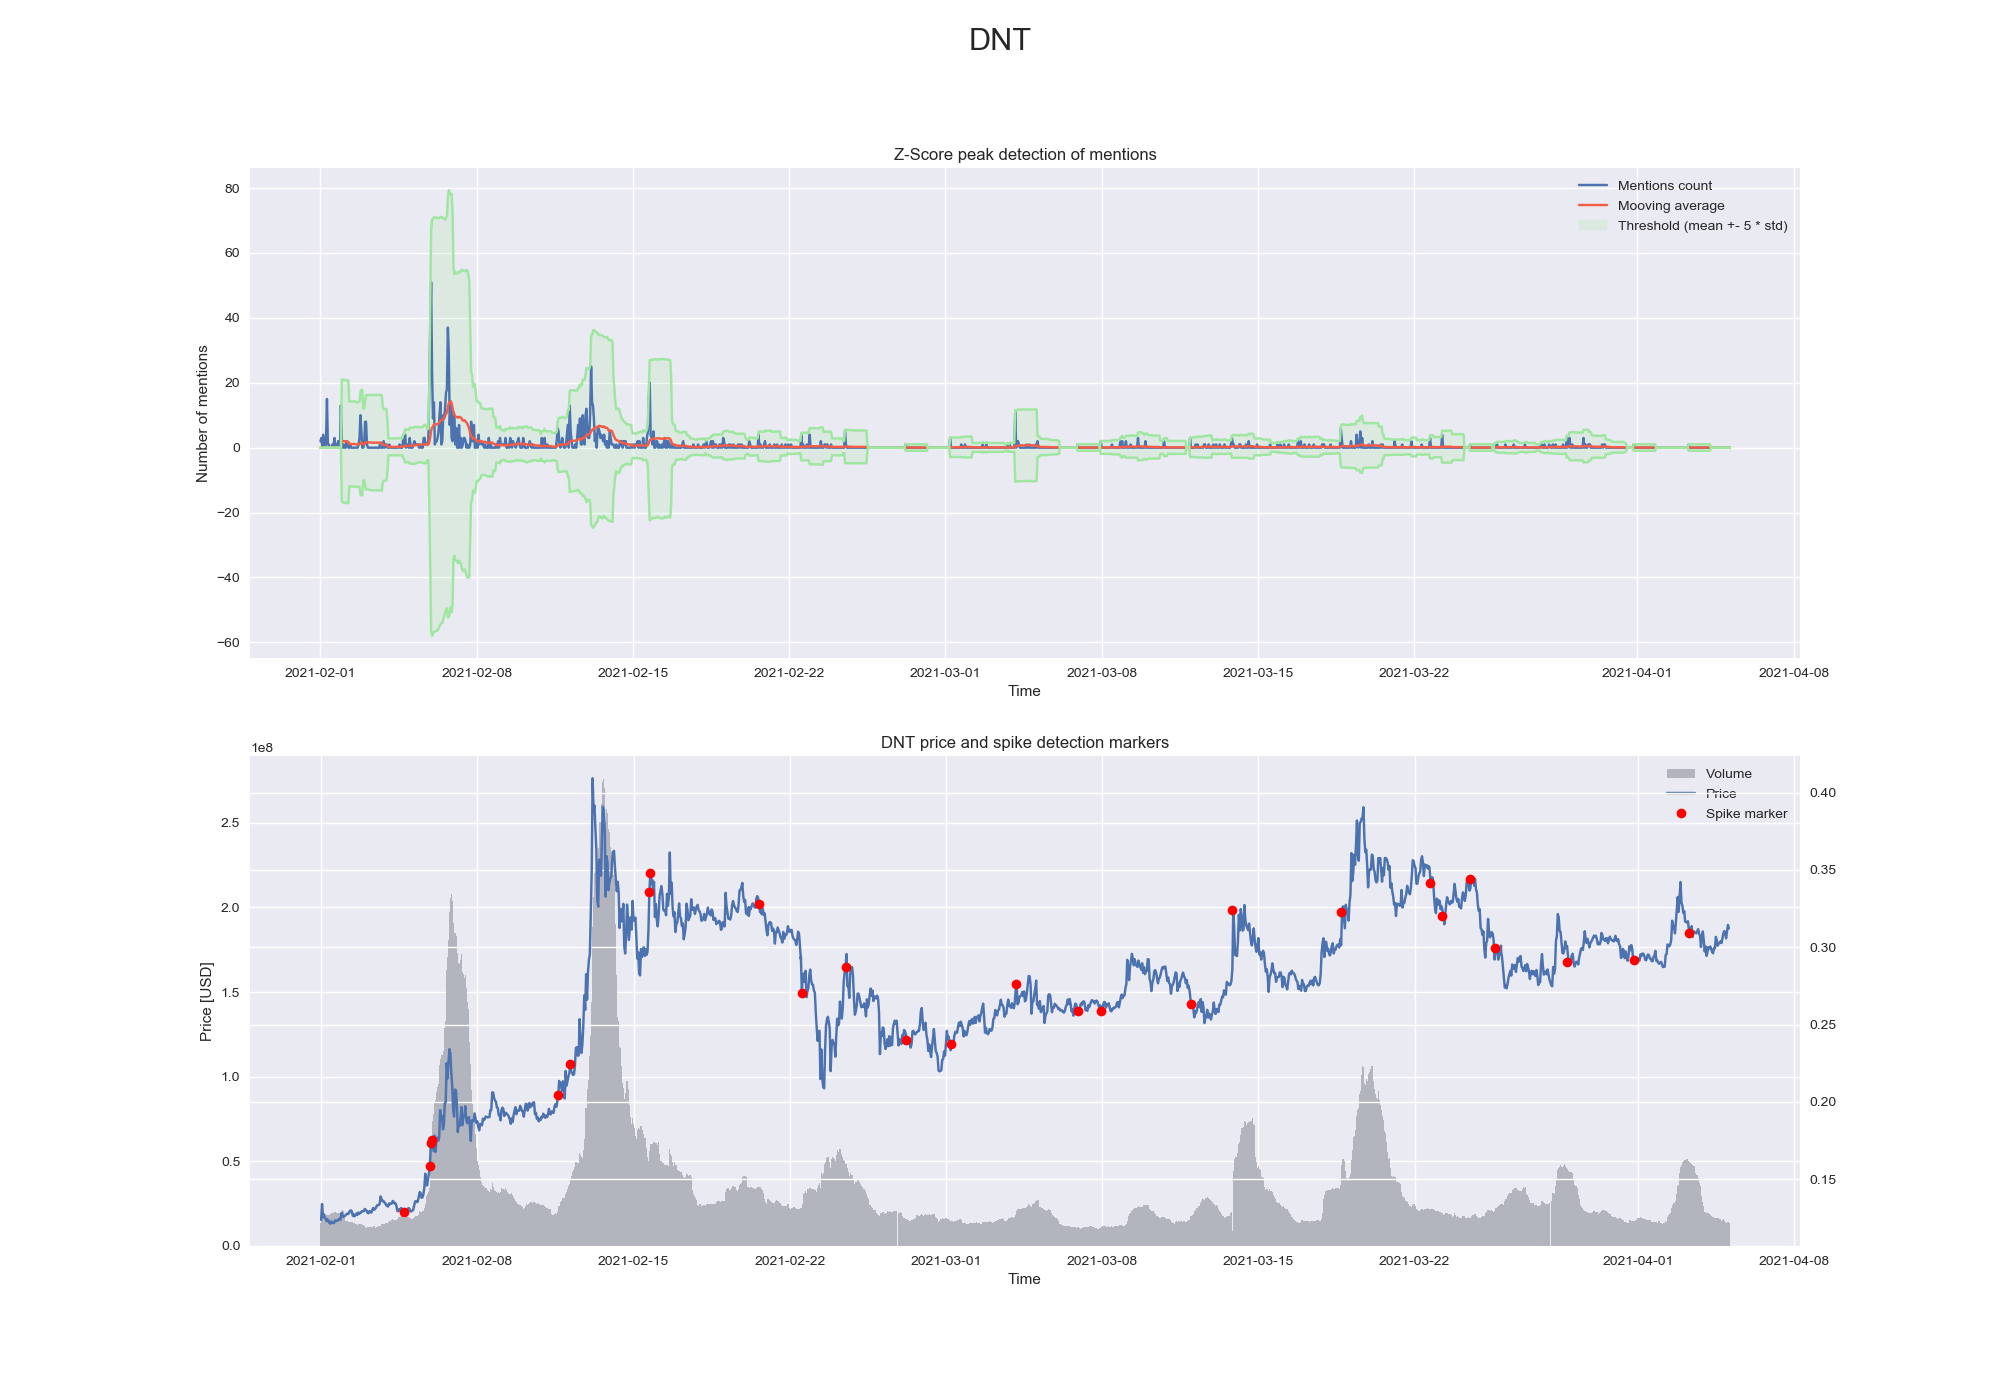 DNT
Z-Score peak detection of mentions
80
60
40
20
0
−20
−40
−60
Number of mentions
Mentions count
Mooving average
Threshold (mean +- 5 * std)
2021-02-01 2021-02-08 2021-02-15 2021-02-22 2021-03-01 2021-03-08 2021-03-15 2021-03-22 2021-04-01 2021-04-08
Time
DNT price and spike detection markers
1e8
2.5
2.0
1.5
1.0
0.5
0.0
Price [USD]
Volume
Price
Spike marker
0.40
0.35
0.30
0.25
0.20
0.15
2021-02-01 2021-02-08 2021-02-15 2021-02-22 2021-03-01 2021-03-08 2021-03-15 2021-03-22 2021-04-01 2021-04-08
Time